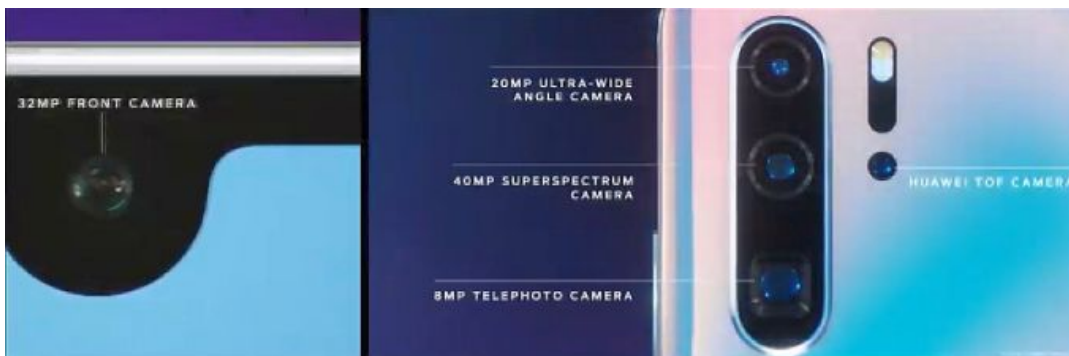 32MP FRONT CAMERA
20MP ULTRA-WIDE
ANGLE CAMERA
40MP SUPERSPECTRUM
CAMERA
HUAWEI TOF CAMERA
8MP TELEPHOTO CAMERA